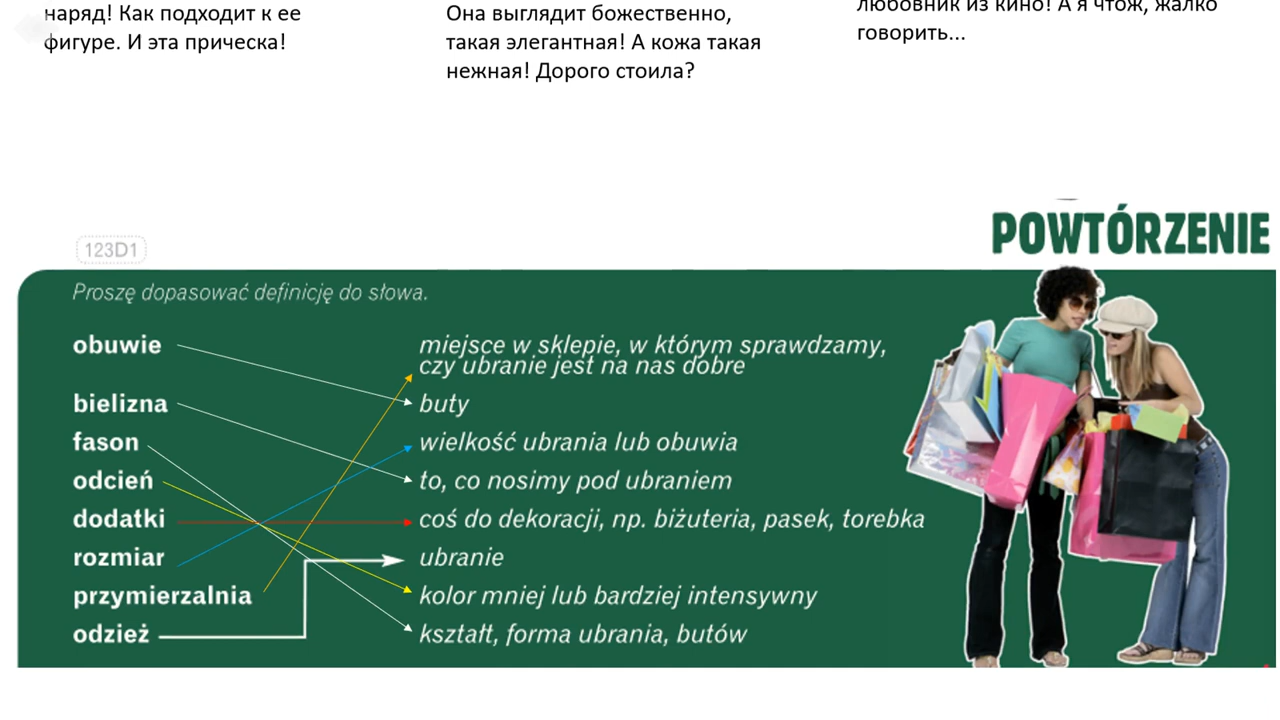 наряд! Как подходит к ее
фигуре. И эта прическа!
Она выглядит божественно,
такая элегантная! А кожа такая
нежная! Дорого стоила?
любовник из кино! А я чтож, жалко
говорить...
POWTÓRZENIE
123D1
Proszę dopasować definicję do słowa.
obuwie
bielizna
fason
odcień
dodatki
rozmiar
przymierzalnia
odzież
miejsce w sklepie, w którym sprawdzamy,
czy ubranie jest na nas dobre
buty
wielkość ubrania lub obuwia
to, co nosimy pod ubraniem
coś do dekoracji, np. biżuteria, pasek, torebka
ubranie
kolor mniej lub bardziej intensywny
kształt, forma ubrania, butów